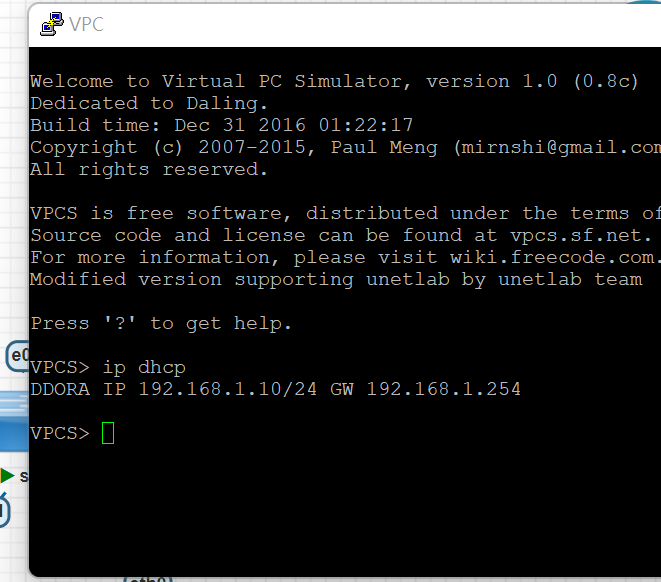 VPC
Welcome to Virtual PC Simulator, version 1.0 (0.8c)
Dedicated to Daling.
Build time: Dec 31 2016 01:22:17
Copyright (c) 2007-2015, Paul Meng (mirnshi@gmail.com
All rights reserved.
VPCS is free software, distributed under the terms of
Source code and license can be found at vpcs.sf.net.
For more information, please visit wiki.freecode.com.
Modified version supporting unetlab by unetlab team
Press '?' to get help.
VPCS> ip dhcp
e0
DDORA IP 192.168.1.10/24 GW 192.168.1.254
VPCS>
s
eth0